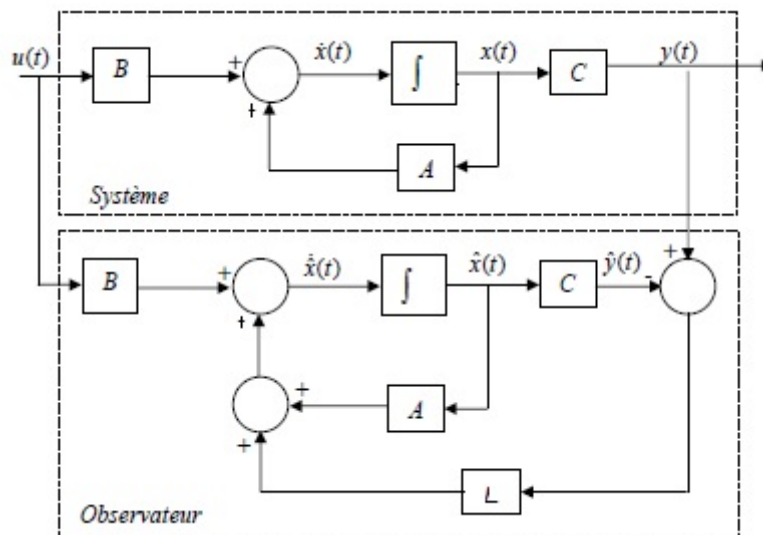 u(t)
B
+
+
ẋ(t)
∫
x(t)
C
y(t)
A
Système
B
+
+
x̂̇(t)
∫
x̂(t)
C
ŷ(t)
-
+
+
A
+
L
Observateur